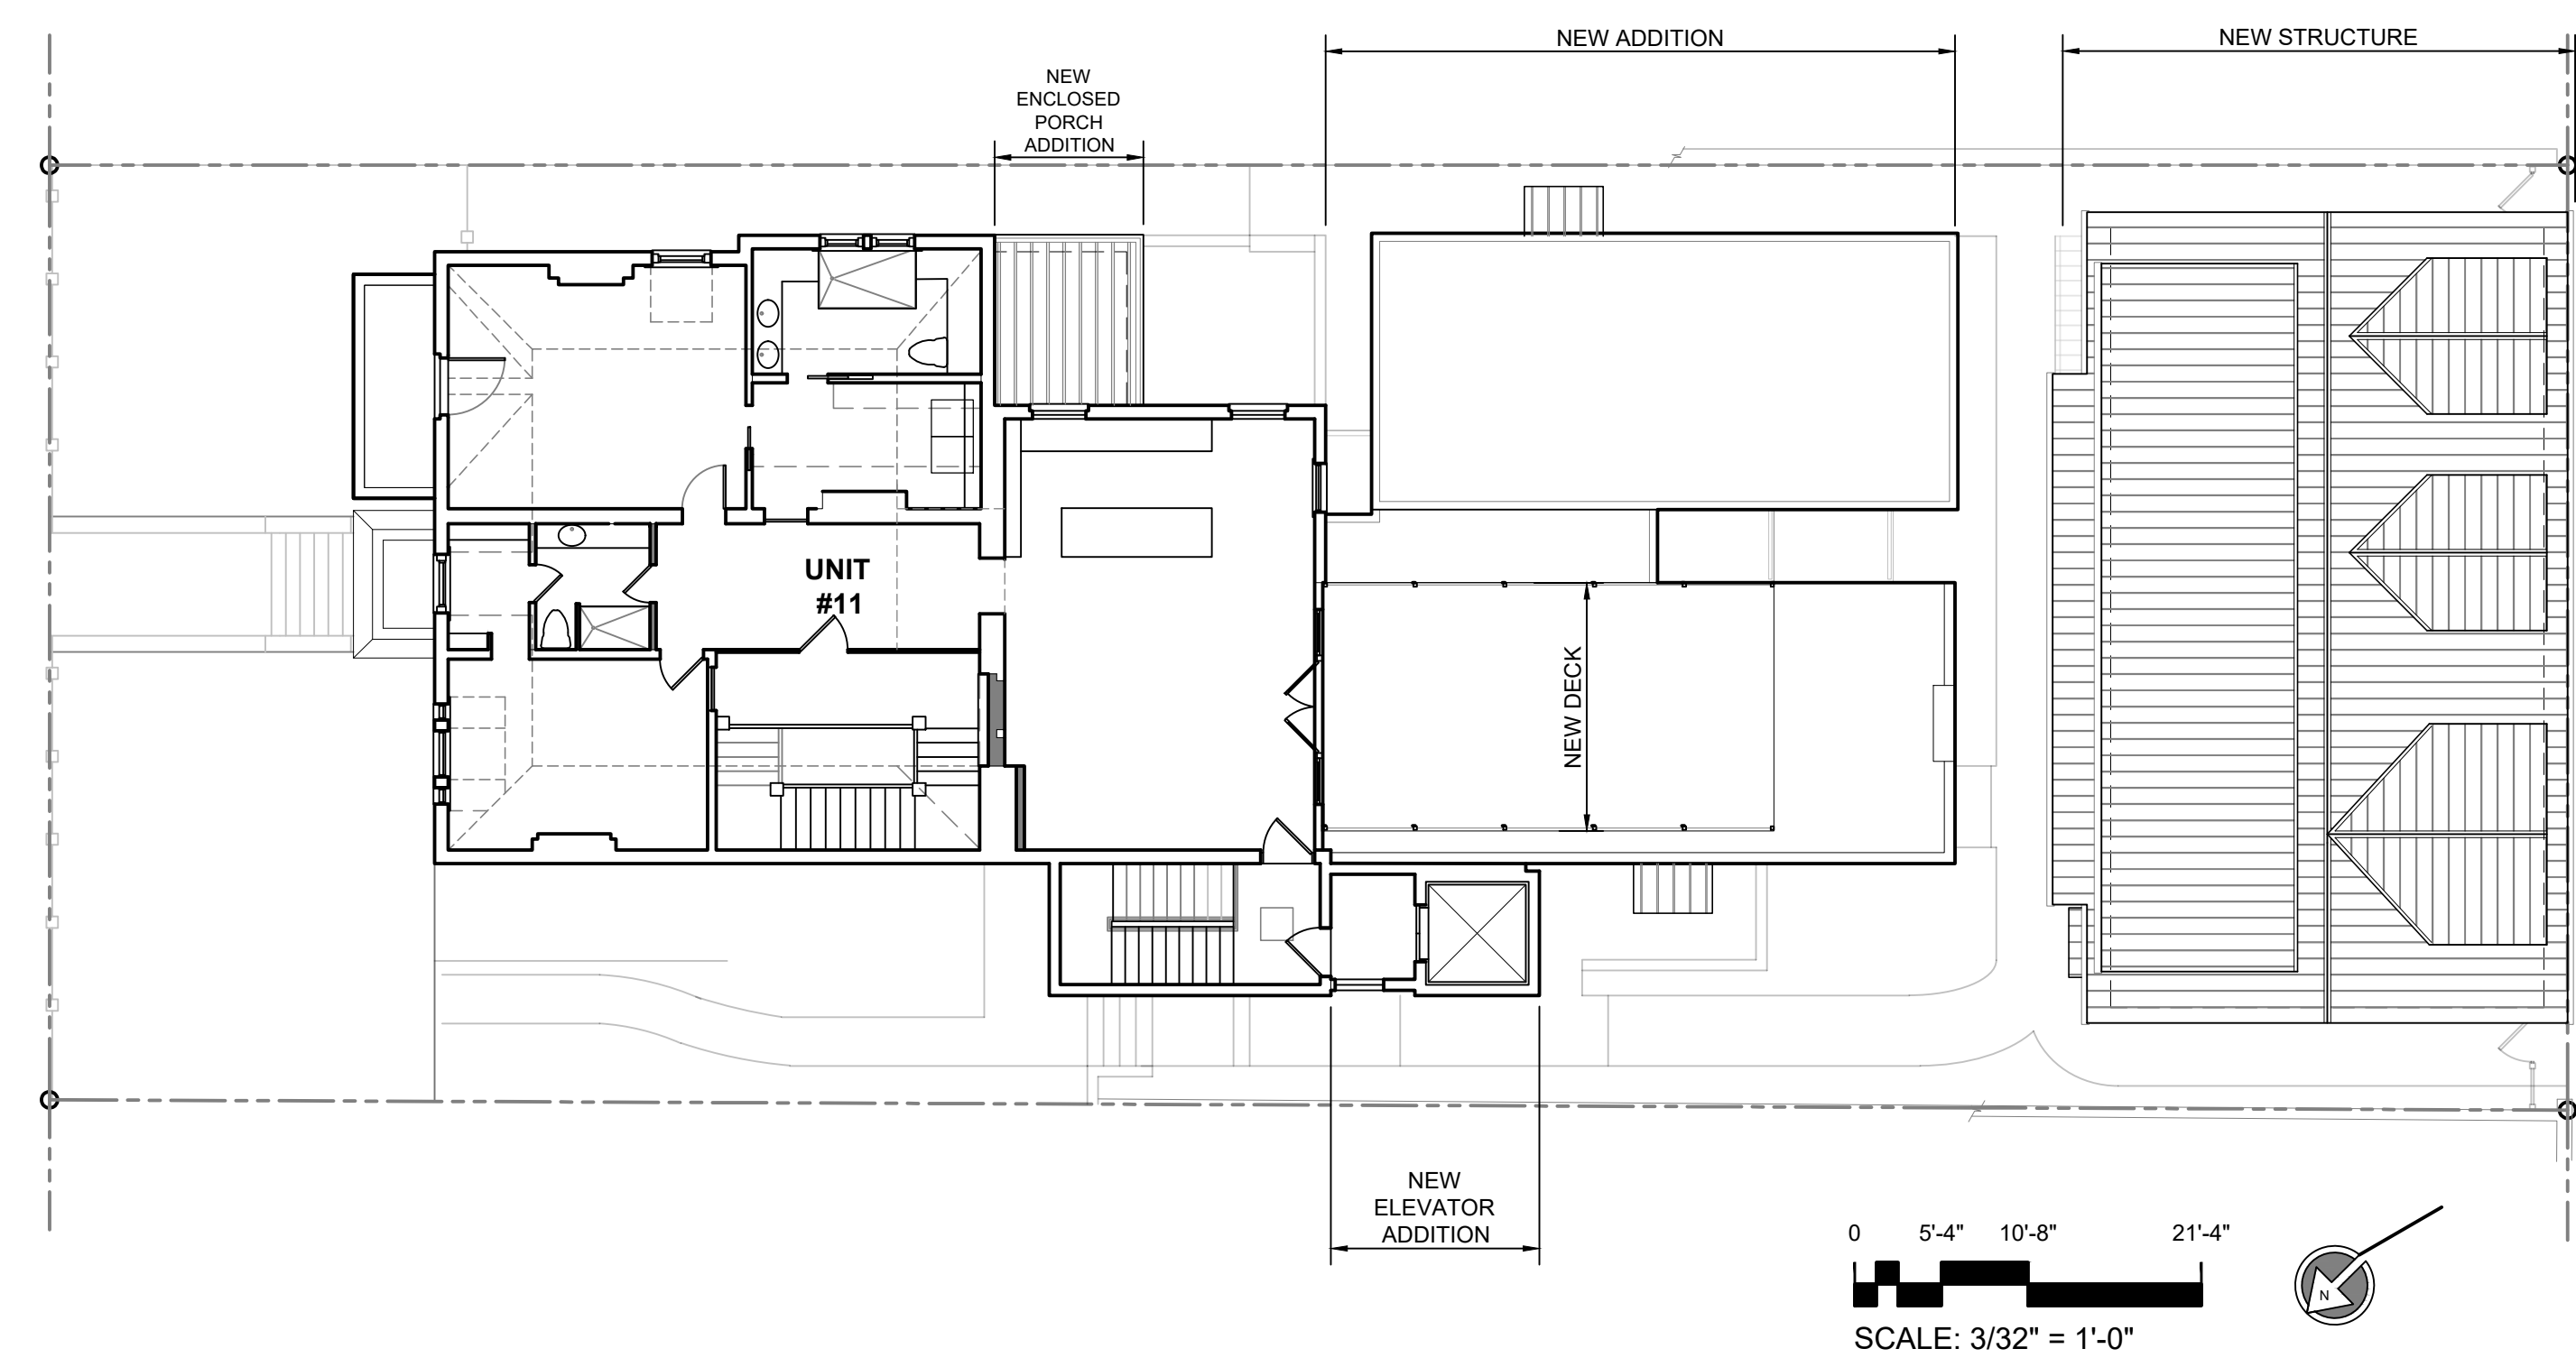 NEW ADDITION
NEW STRUCTURE
NEW
ENCLOSED
PORCH
ADDITION
UNIT
#11
NEW DECK
NEW
ELEVATOR
ADDITION
0 5'-4" 10'-8" 21'-4"
SCALE: 3/32" = 1'-0"
N